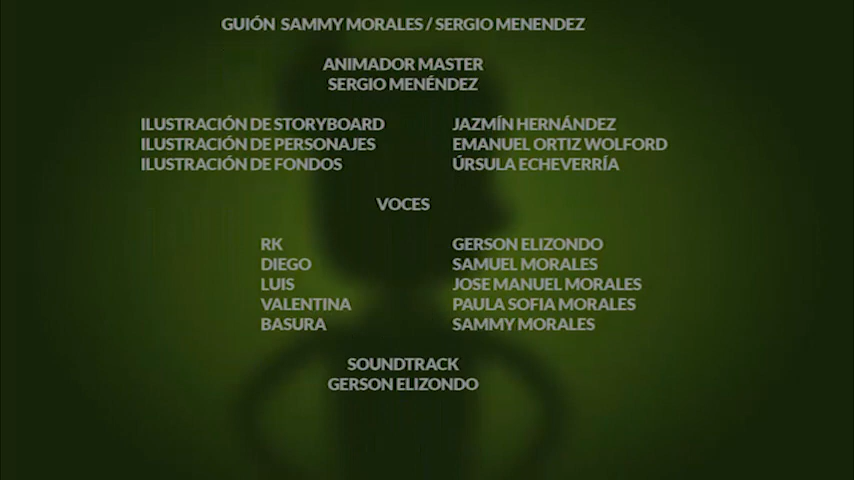 GUIÓN SAMMY MORALES / SERGIO MENENDEZ
ANIMADOR MASTER
SERGIO MENÉNDEZ
ILUSTRACIÓN DE STORYBOARD JAZMÍN HERNÁNDEZ
ILUSTRACIÓN DE PERSONAJES EMANUEL ORTIZ WOLFORD
ILUSTRACIÓN DE FONDOS ÚRSULA ECHEVERRÍA
VOCES
RK GERSON ELIZONDO
DIEGO SAMUEL MORALES
LUIS JOSE MANUEL MORALES
VALENTINA PAULA SOFIA MORALES
BASURA SAMMY MORALES
SOUNDTRACK
GERSON ELIZONDO